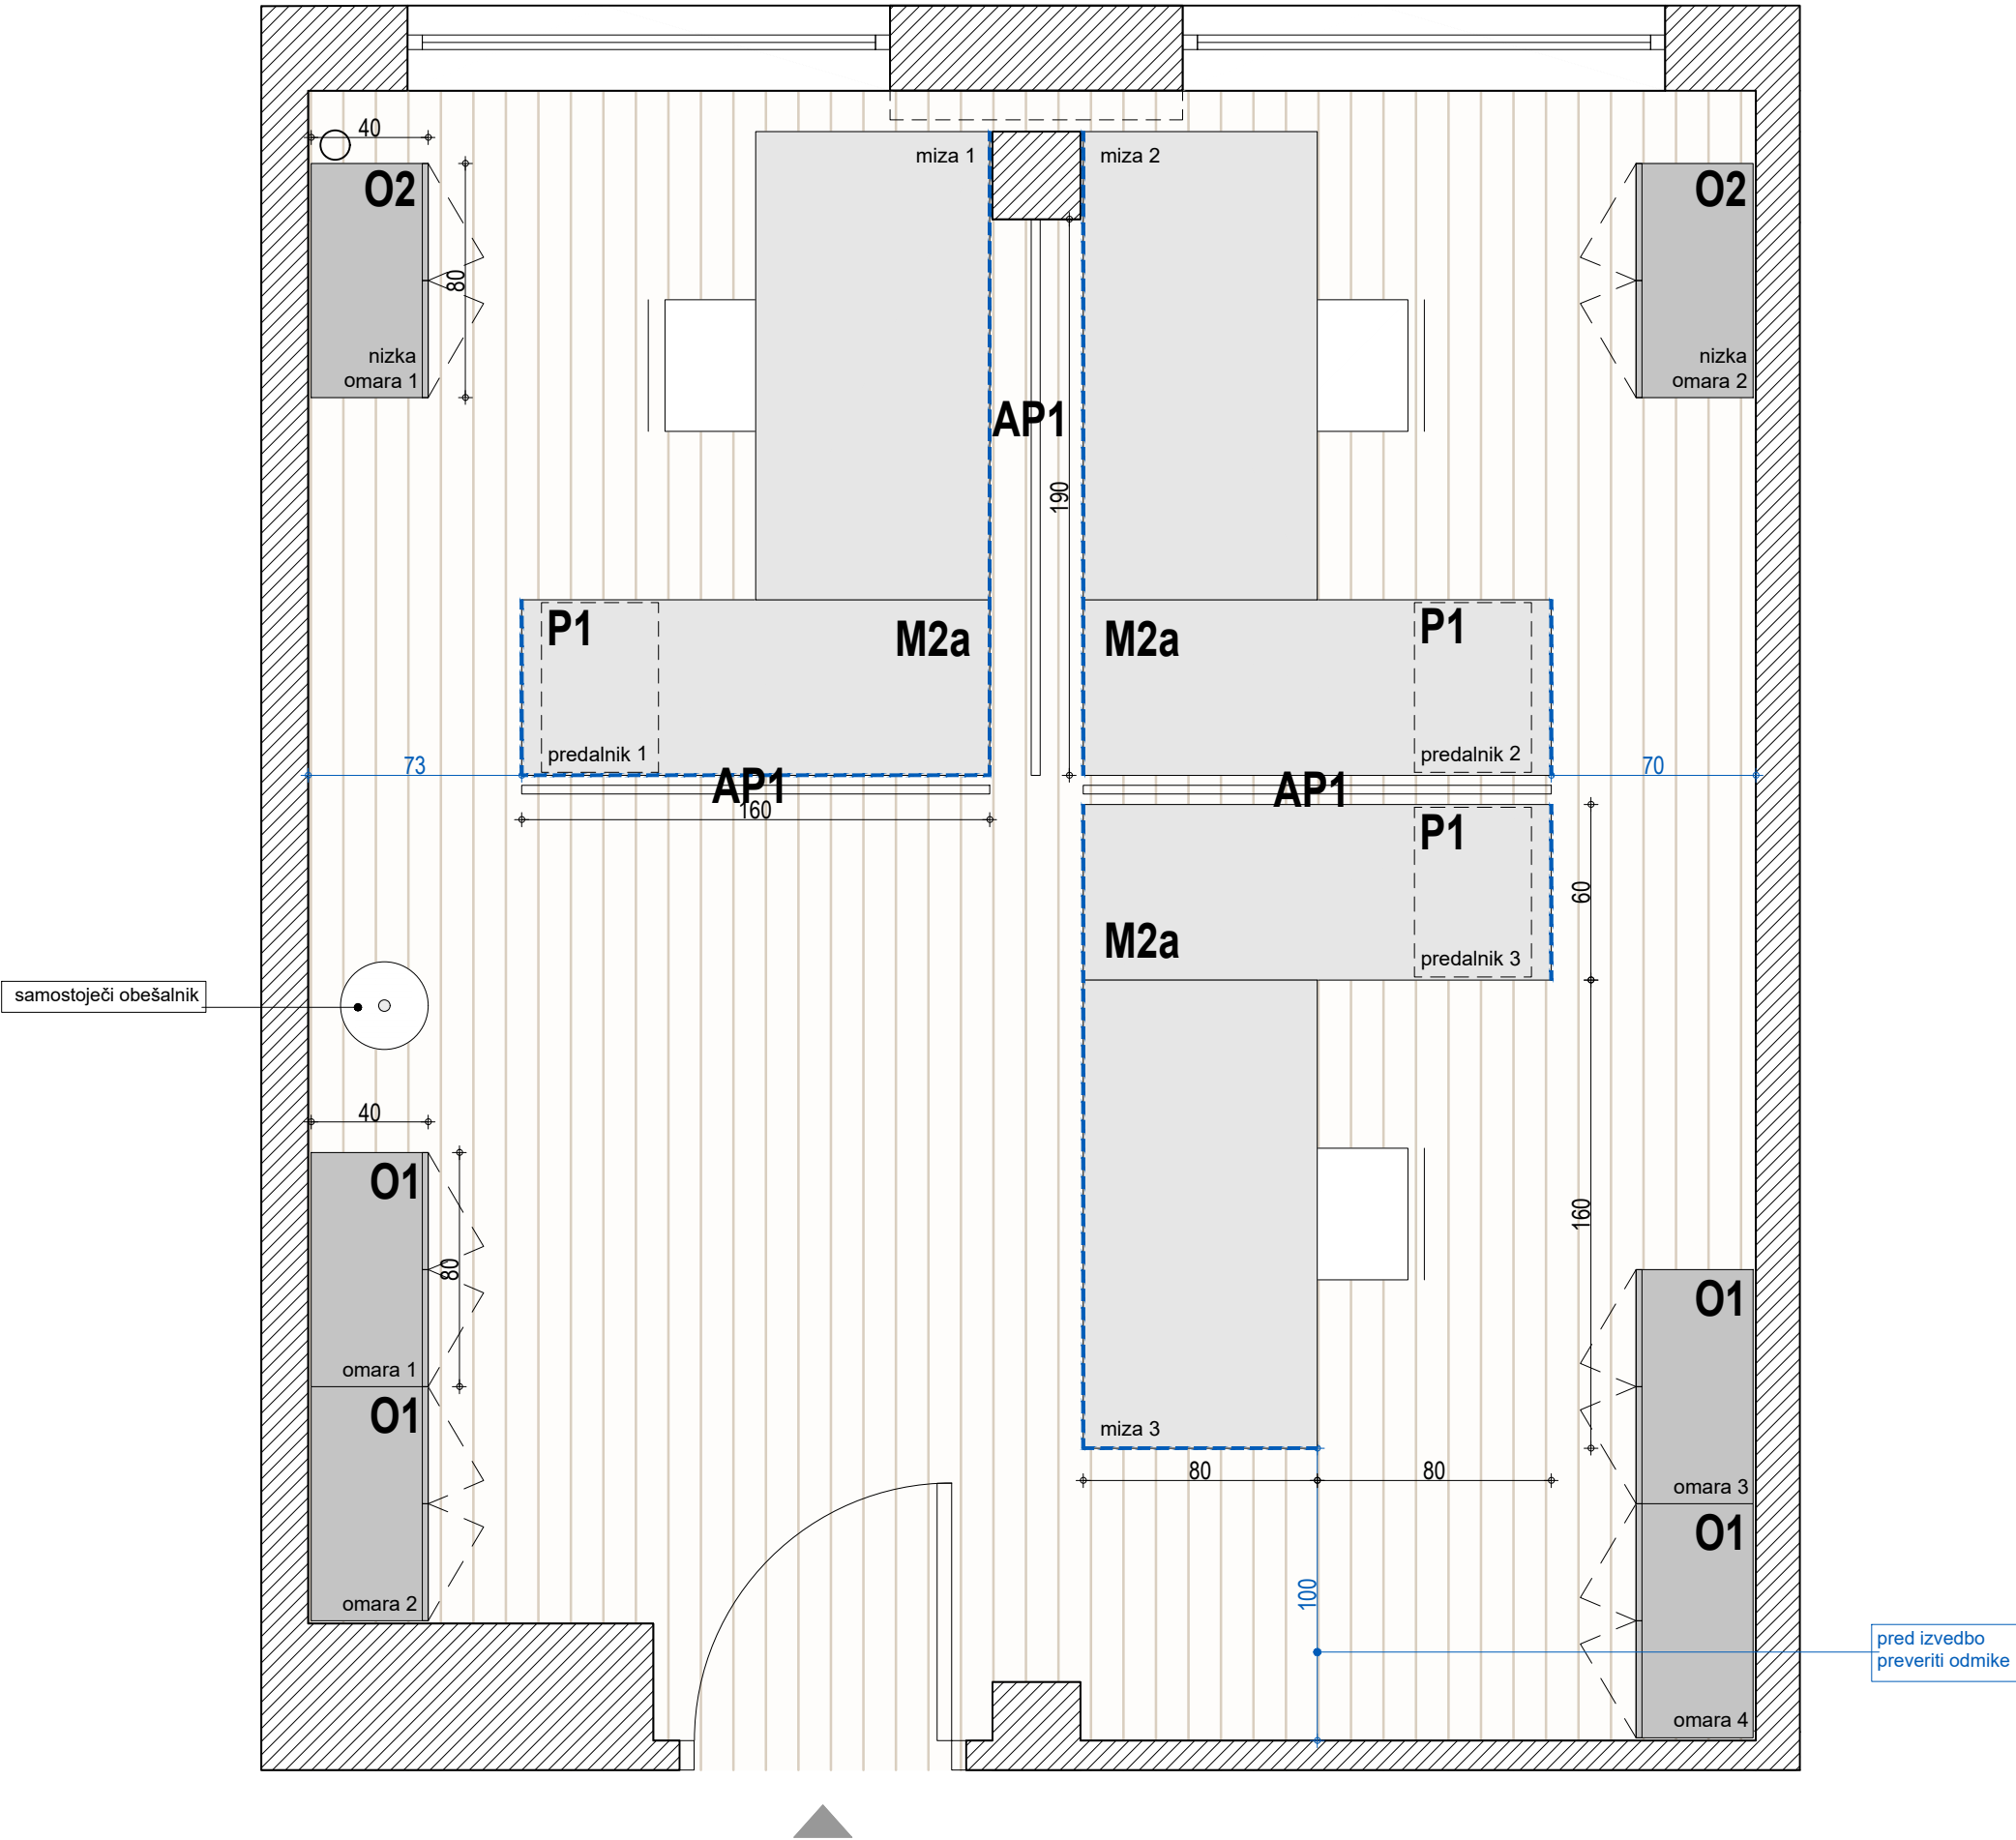 40
miza 1
miza 2
O2
O2
80
nizka
omara 1
nizka
omara 2
AP1
190
P1
M2a
M2a
P1
predalnik 1
predalnik 2
73
70
AP1
AP1
160
P1
60
M2a
predalnik 3
samostoječi obešalnik
40
O1
80
160
O1
omara 1
O1
miza 3
80
80
omara 3
O1
omara 2
100
pred izvedbo
preveriti odmike
omara 4